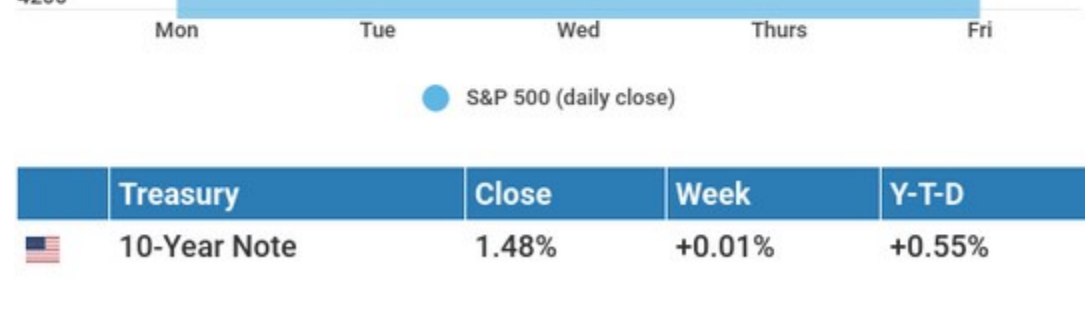 Mon Tue Wed Thurs Fri
S&P 500 (daily close)
Treasury Close Week Y-T-D
10-Year Note 1.48% +0.01% +0.55%